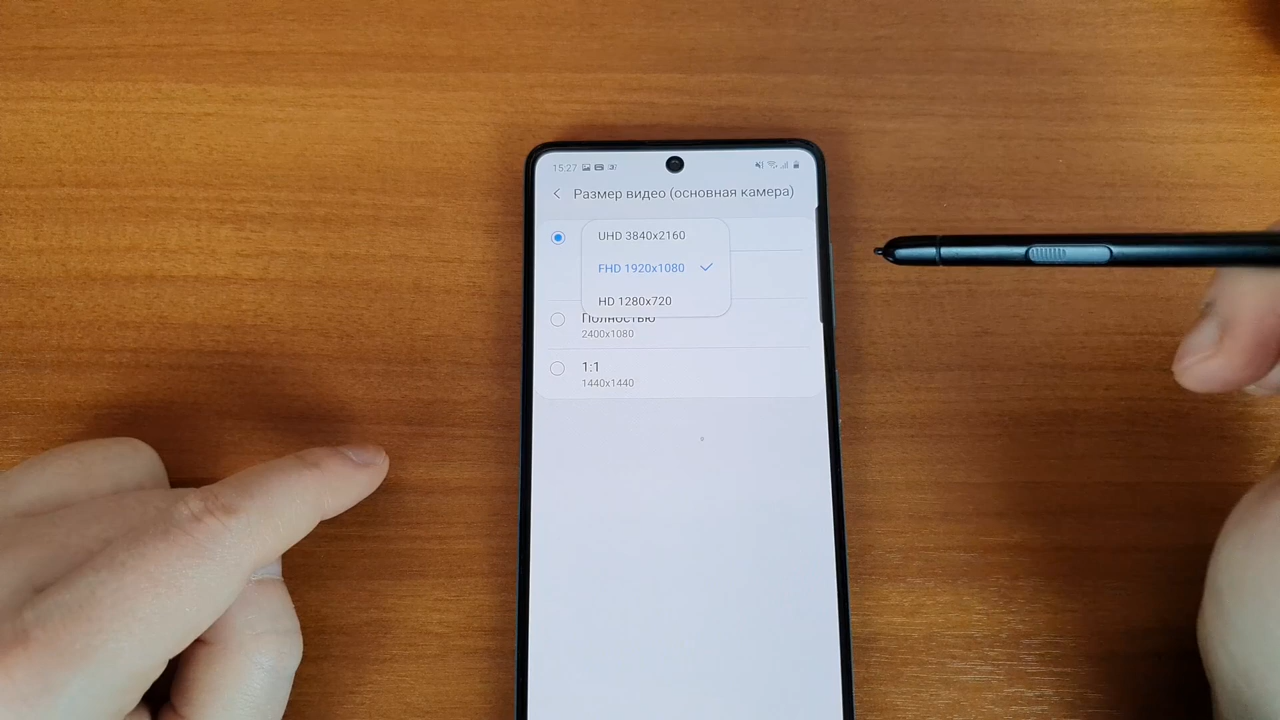 15:27
Размер видео (основная камера)
UHD 3840x2160
FHD 1920x1080
HD 1280x720
Полностью
2400x1080
1:1
1440x1440